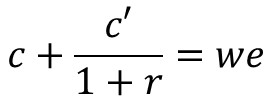 c + c′/(1 + r) = we